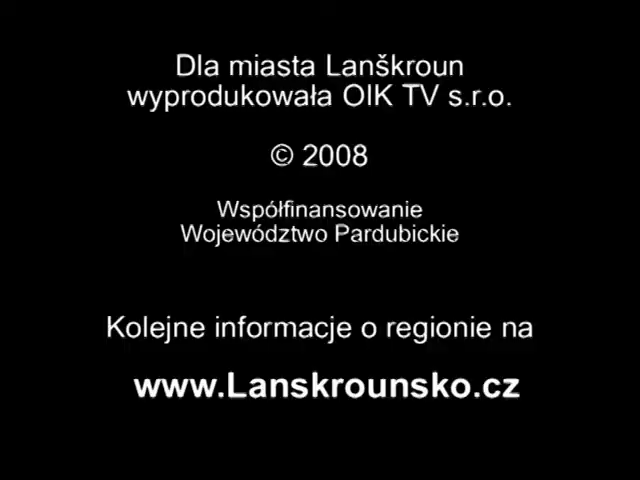 Dla miasta Lanškroun
wyprodukowała OIK TV s.r.o.
© 2008
Współfinansowanie
Województwo Pardubickie
Kolejne informacje o regionie na
www.Lanskrounsko.cz